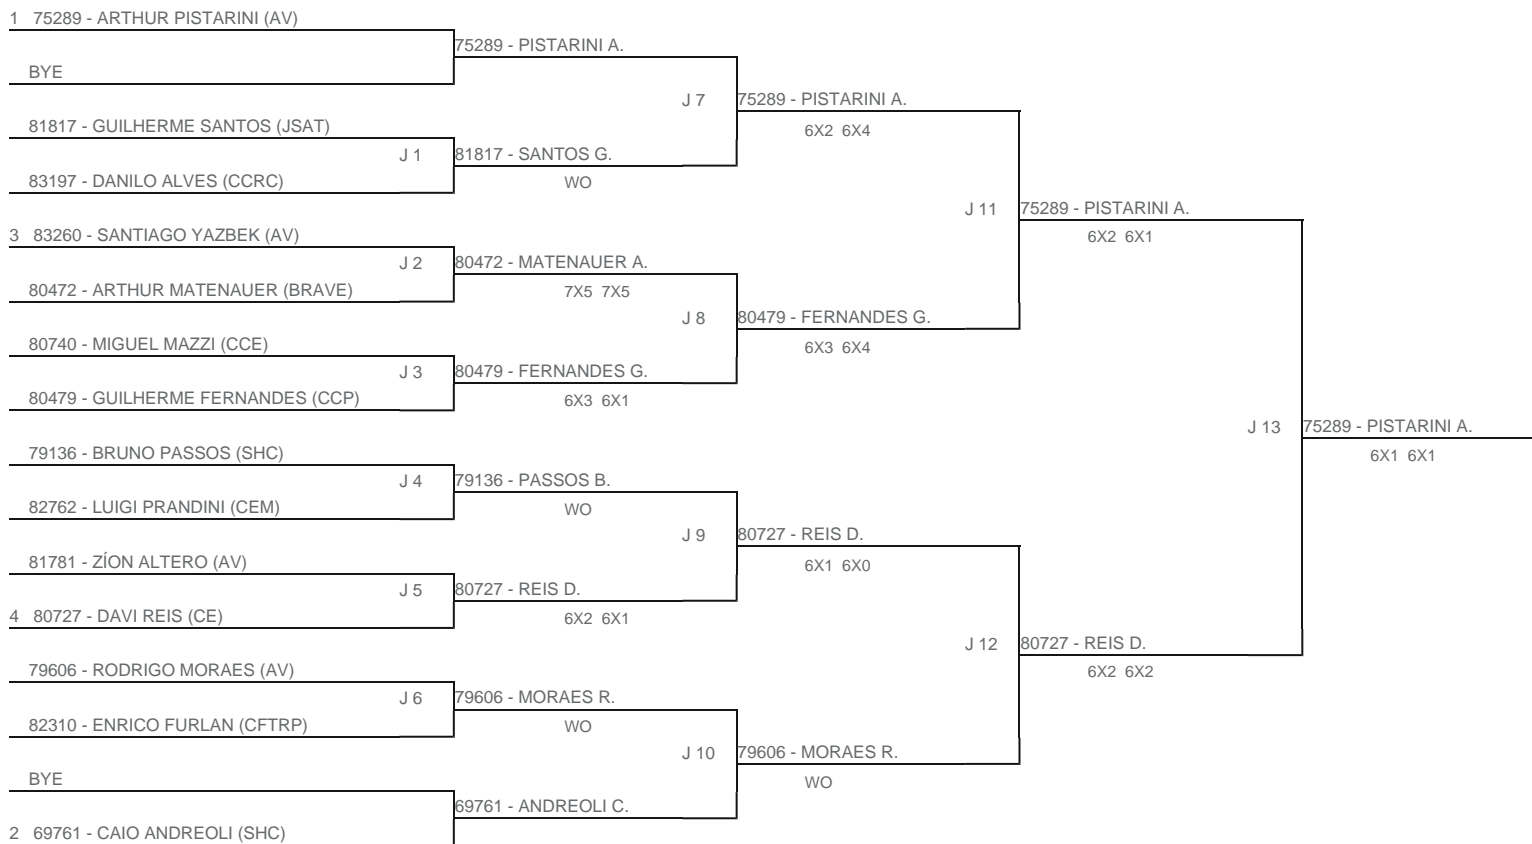 1 75289 - ARTHUR PISTARINI (AV)
75289 - PISTARINI A.
BYE
J 7
75289 - PISTARINI A.
6X2 6X4
81817 - GUILHERME SANTOS (JSAT)
J 1
81817 - SANTOS G.
WO
83197 - DANILO ALVES (CCRC)
J 11
75289 - PISTARINI A.
6X2 6X1
3 83260 - SANTIAGO YAZBEK (AV)
J 2
80472 - MATENAUER A.
7X5 7X5
80472 - ARTHUR MATENAUER (BRAVE)
J 8
80479 - FERNANDES G.
6X3 6X4
80740 - MIGUEL MAZZI (CCE)
J 3
80479 - FERNANDES G.
6X3 6X1
80479 - GUILHERME FERNANDES (CCP)
J 13
75289 - PISTARINI A.
6X1 6X1
79136 - BRUNO PASSOS (SHC)
J 4
79136 - PASSOS B.
WO
82762 - LUIGI PRANDINI (CEM)
J 9
80727 - REIS D.
6X1 6X0
81781 - ZÍON ALTERO (AV)
J 5
80727 - REIS D.
6X2 6X1
4 80727 - DAVI REIS (CE)
J 12
80727 - REIS D.
6X2 6X2
79606 - RODRIGO MORAES (AV)
J 6
79606 - MORAES R.
WO
82310 - ENRICO FURLAN (CFTRP)
J 10
79606 - MORAES R.
WO
BYE
69761 - ANDREOLI C.
2 69761 - CAIO ANDREOLI (SHC)